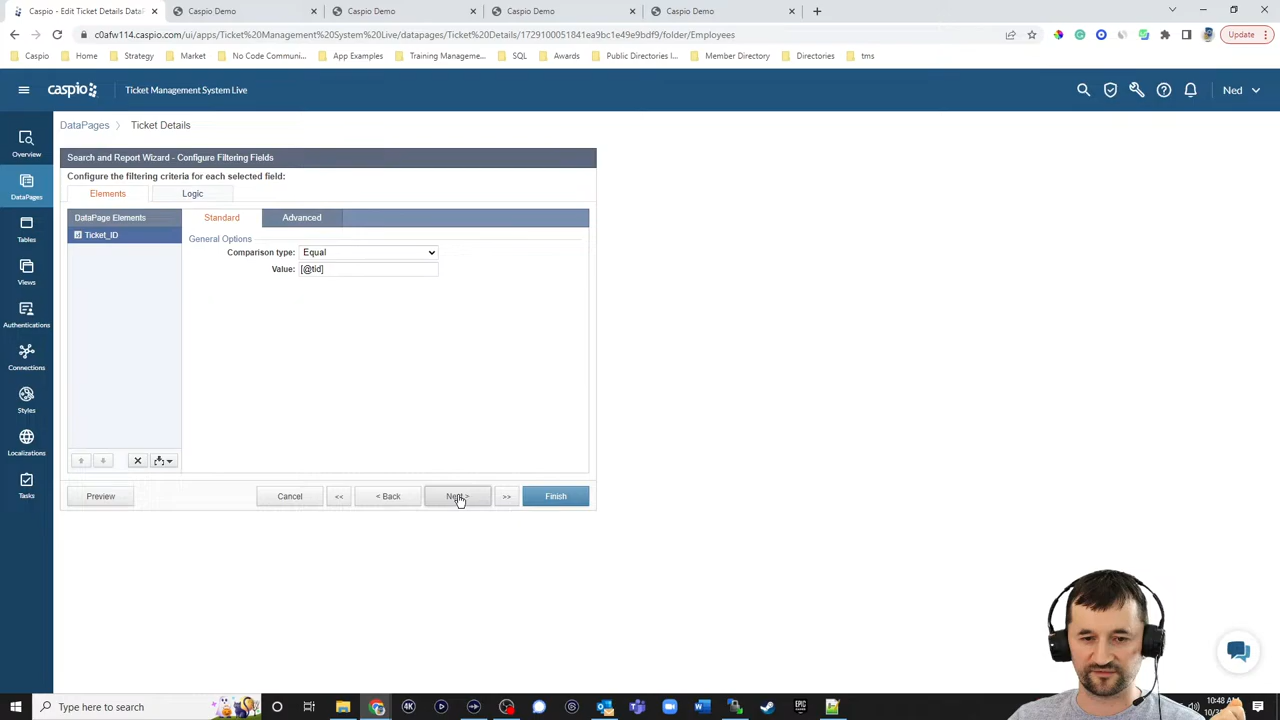 Caspio - Edit Ticket Details Data
Caspio Demo
Caspio Demo
Caspio Demo
Caspio Demo
c0afw114.caspio.com/ui/apps/Ticket%20Management%20System%20Live/datapages/Ticket%20Details/1729100051841ea9bc1e49e9bdf9/folder/Employees
Update
Caspio
Home
Strategy
Market
No Code Communi...
App Examples
Training Manageme...
SQL
Awards
Public Directories I...
Member Directory
Directories
tms
caspio
Ticket Management System Live
Ned
DataPages
Ticket Details
Overview
DataPages
Tables
Views
Authentications
Connections
Styles
Localizations
Tasks
Search and Report Wizard - Configure Filtering Fields
Configure the filtering criteria for each selected field:
Elements
Logic
DataPage Elements
Standard
Advanced
Ticket_ID
General Options
Comparison type:
Equal
Value:
[@tid]
Preview
Cancel
<<
< Back
Next >
>>
Finish
Type here to search
4K
EPIC
10:48 AM